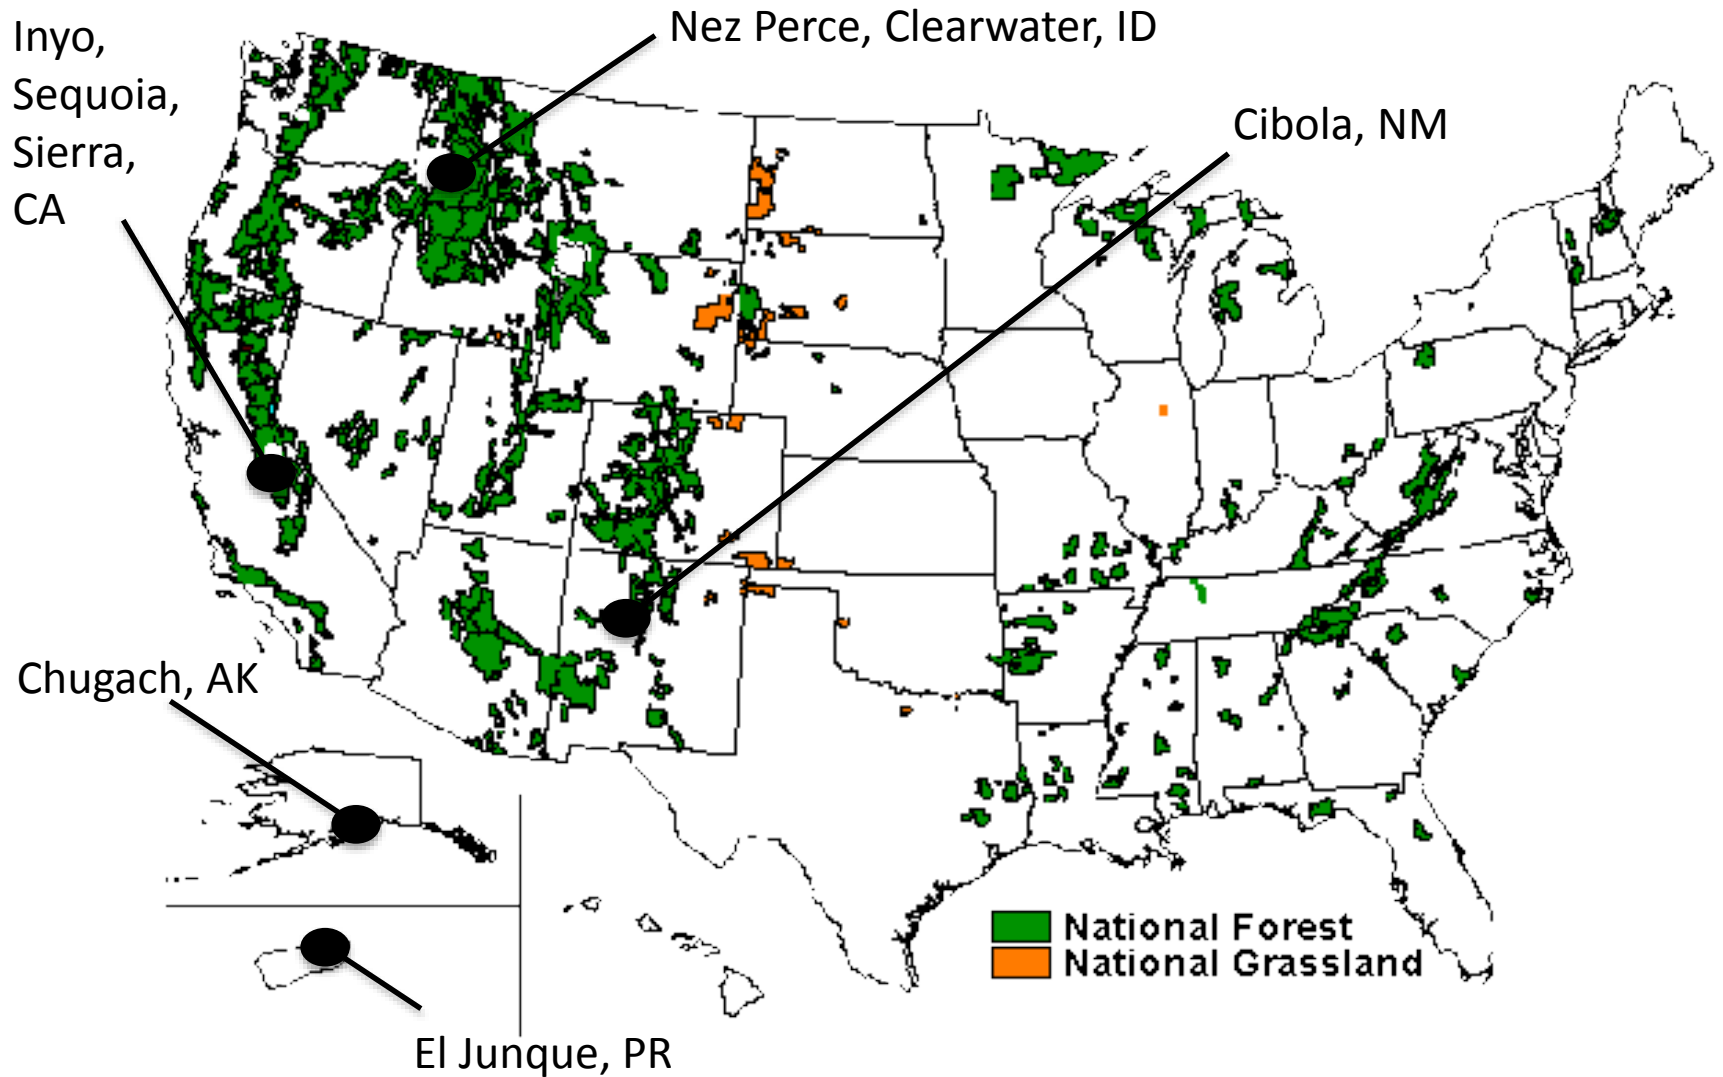 Inyo,
Sequoia,
Sierra,
CA
Nez Perce, Clearwater, ID
Cibola, NM
Chugach, AK
El Junque, PR
National Forest
National Grassland